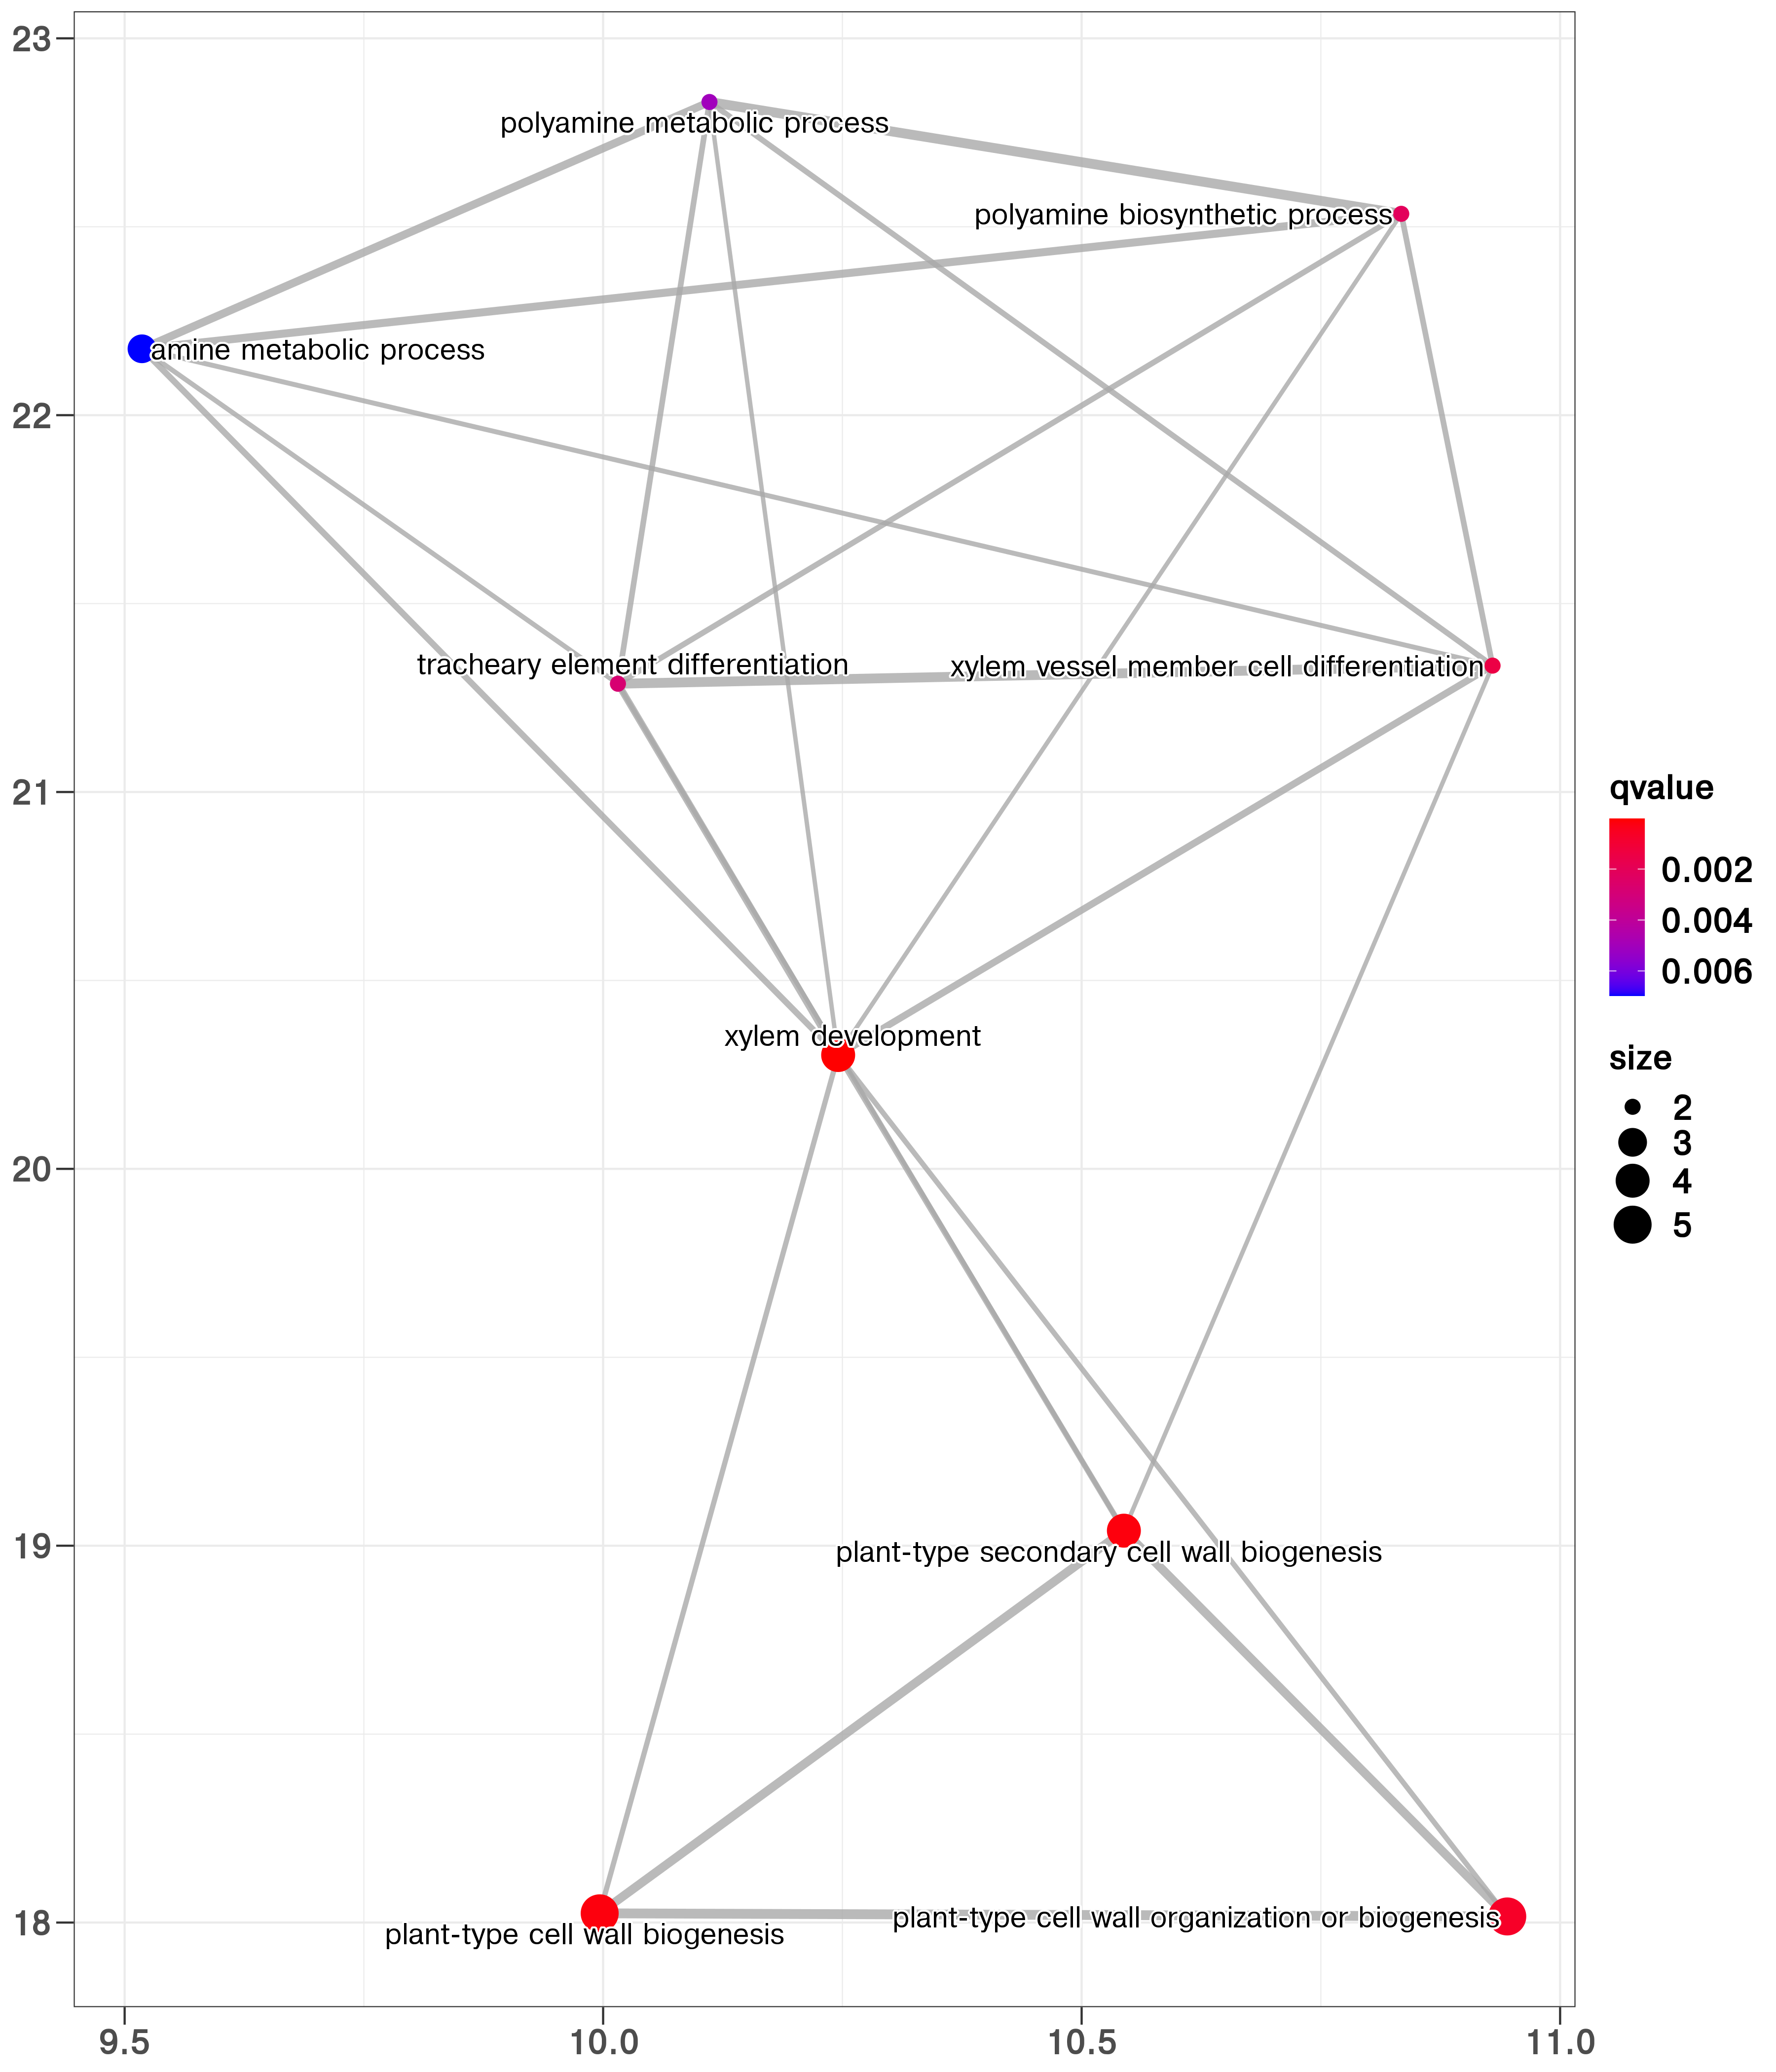 23
polyamine metabolic process
polyamine biosynthetic process
amine metabolic process
22
tracheary element differentiation
xylem vessel member cell differentiation
21
xylem development
20
19
plant-type secondary cell wall biogenesis
18
plant-type cell wall organization or biogenesis
plant-type cell wall biogenesis
9.5
10.0
10.5
11.0
qvalue
0.002
0.004
0.006
size
2
3
4
5